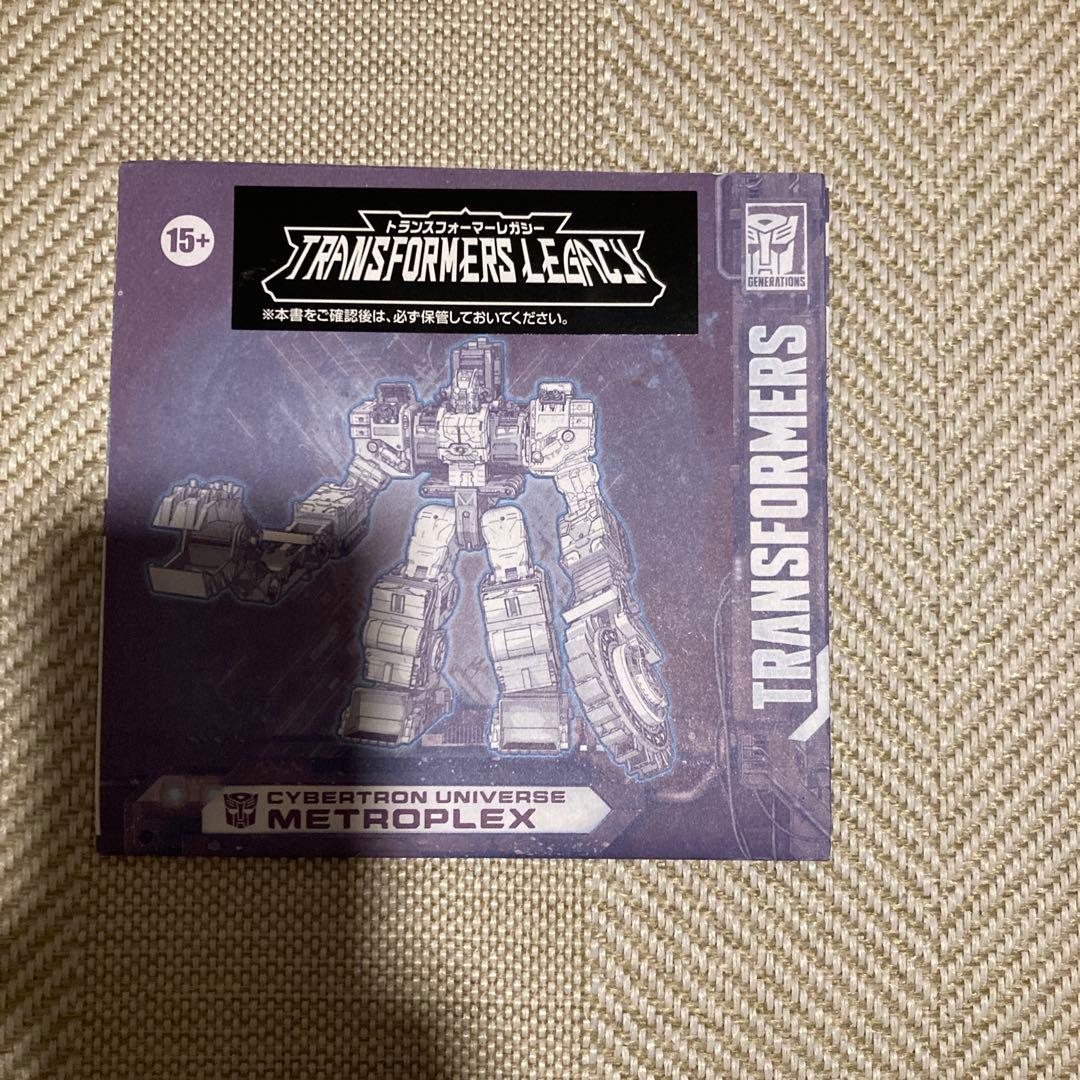 15+
トランスフォーマーレガシー
TRANSFORMERS LEGACY
※本書をご確認後は、必ず保管しておいてください。
GENERATIONS
TRANSFORMERS
CYBERTRON UNIVERSE
METROPLEX